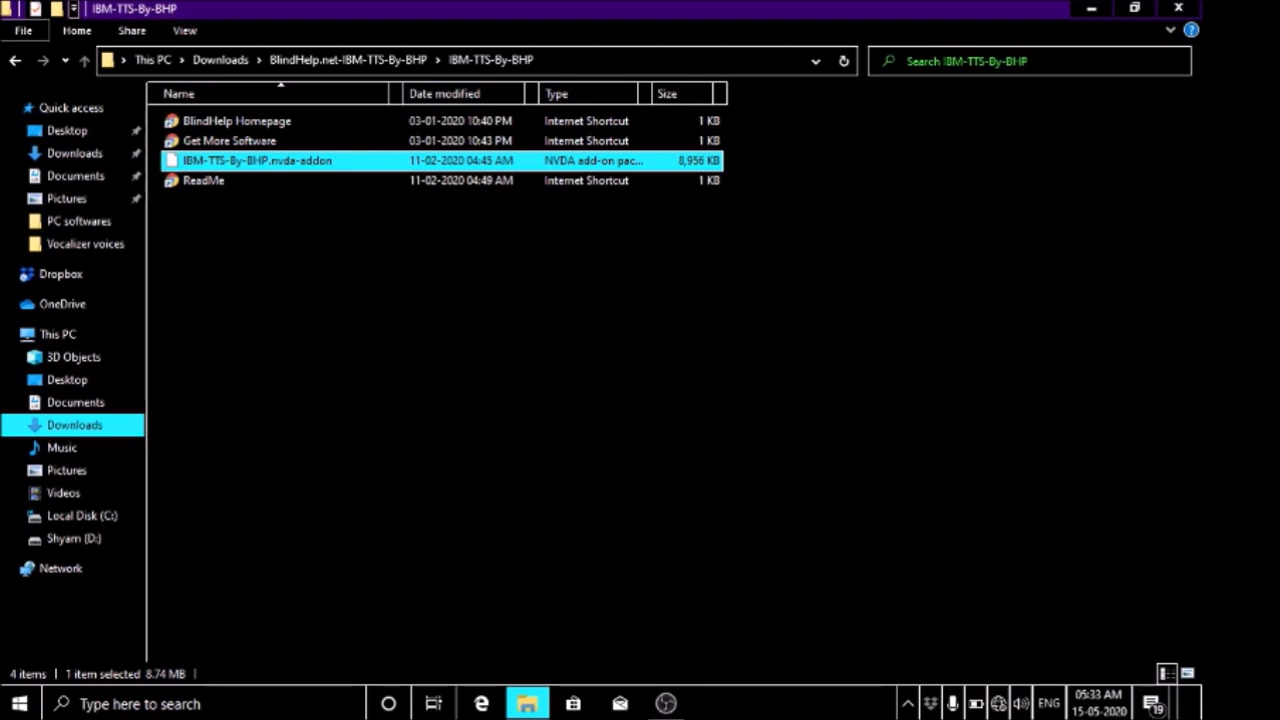 IBM-TTS-By-BHP
File Home Share View
This PC Downloads BlindHelp.net-IBM-TTS-By-BHP IBM-TTS-By-BHP
Search IBM-TTS-By-BHP
Name Date modified Type Size
BlindHelp Homepage 03-01-2020 10:40 PM Internet Shortcut 1 KB
Get More Software 03-01-2020 10:43 PM Internet Shortcut 1 KB
IBM-TTS-By-BHP.nvda-addon 11-02-2020 04:45 AM NVDA add-on pac... 8,956 KB
ReadMe 11-02-2020 04:49 AM Internet Shortcut 1 KB
Quick access
Desktop
Downloads
Documents
Pictures
PC softwares
Vocalizer voices
Dropbox
OneDrive
This PC
3D Objects
Desktop
Documents
Downloads
Music
Pictures
Videos
Local Disk (C:)
Shyam (D:)
Network
4 items 1 item selected 8.74 MB
Type here to search
ENG
05:33 AM
15-05-2020
19